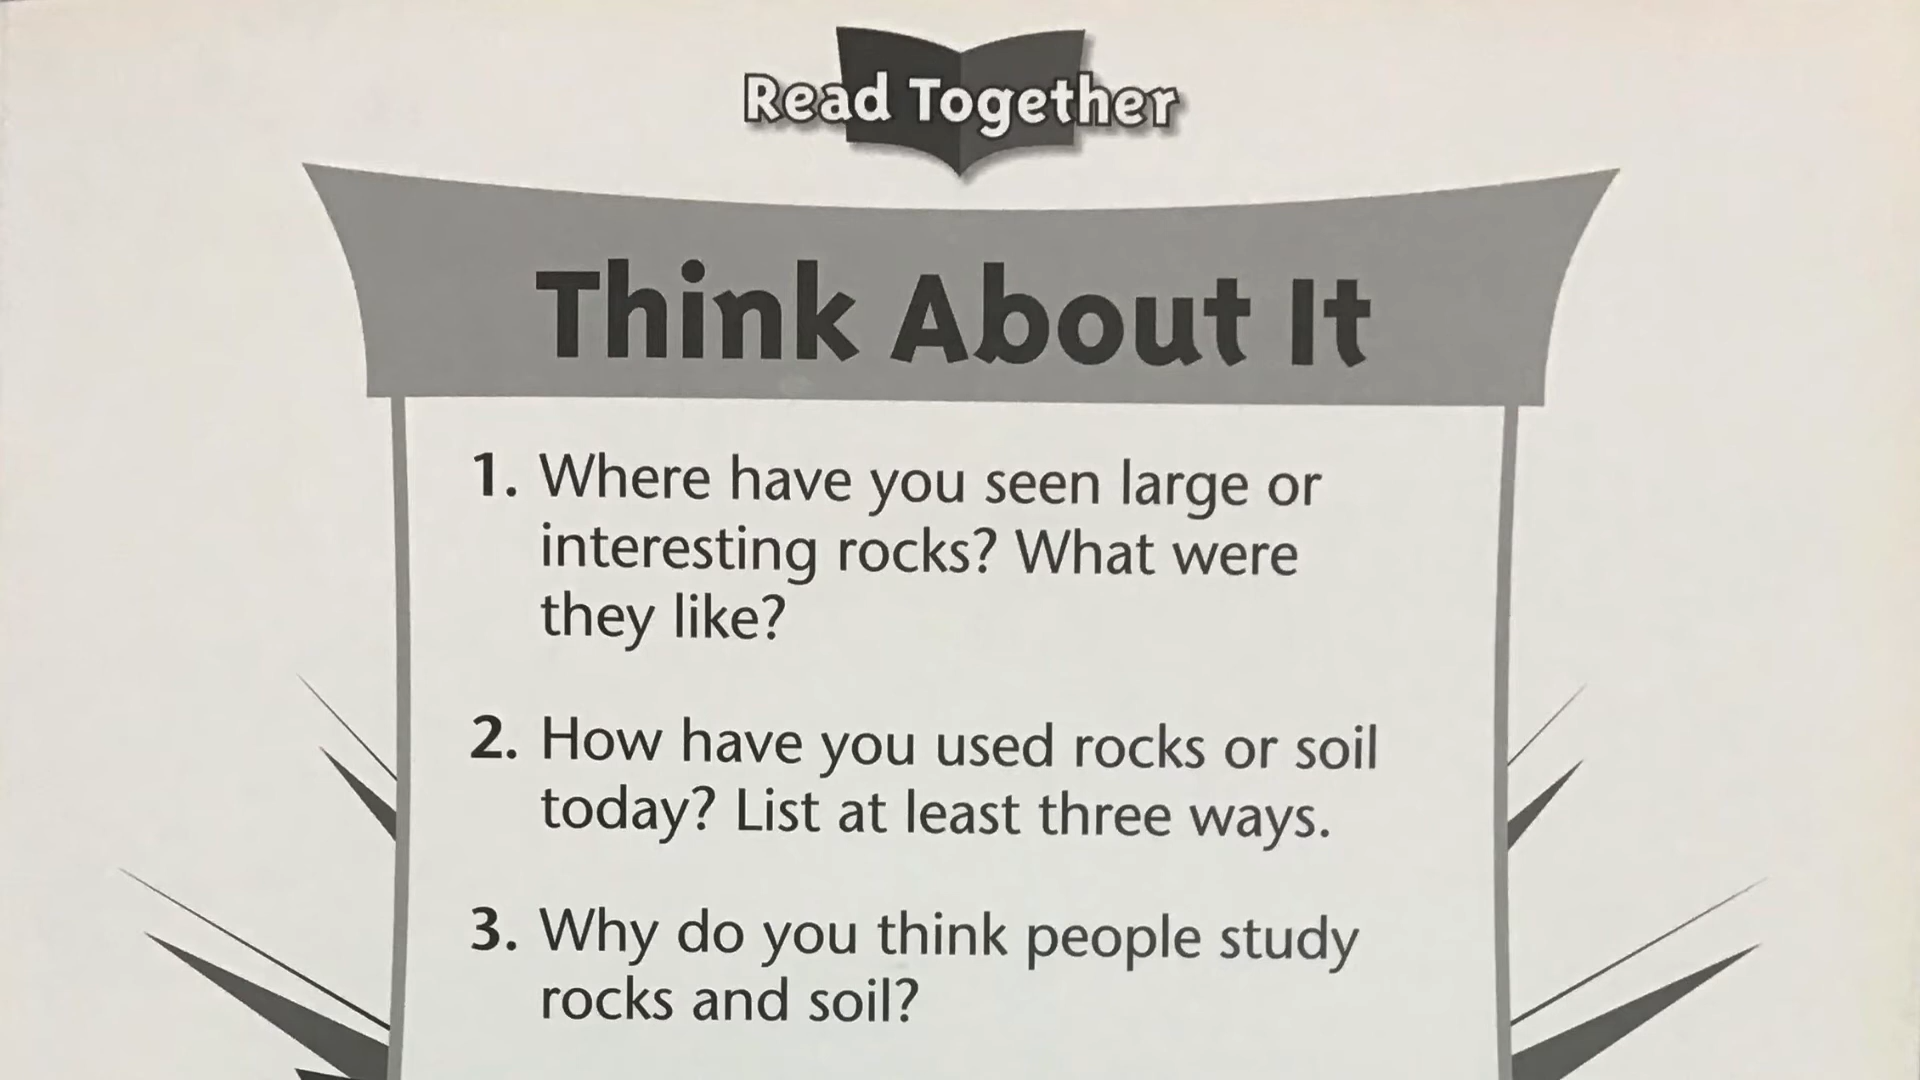 Read Together
Think About It
1. Where have you seen large or
interesting rocks? What were
they like?
2. How have you used rocks or soil
today? List at least three ways.
3. Why do you think people study
rocks and soil?